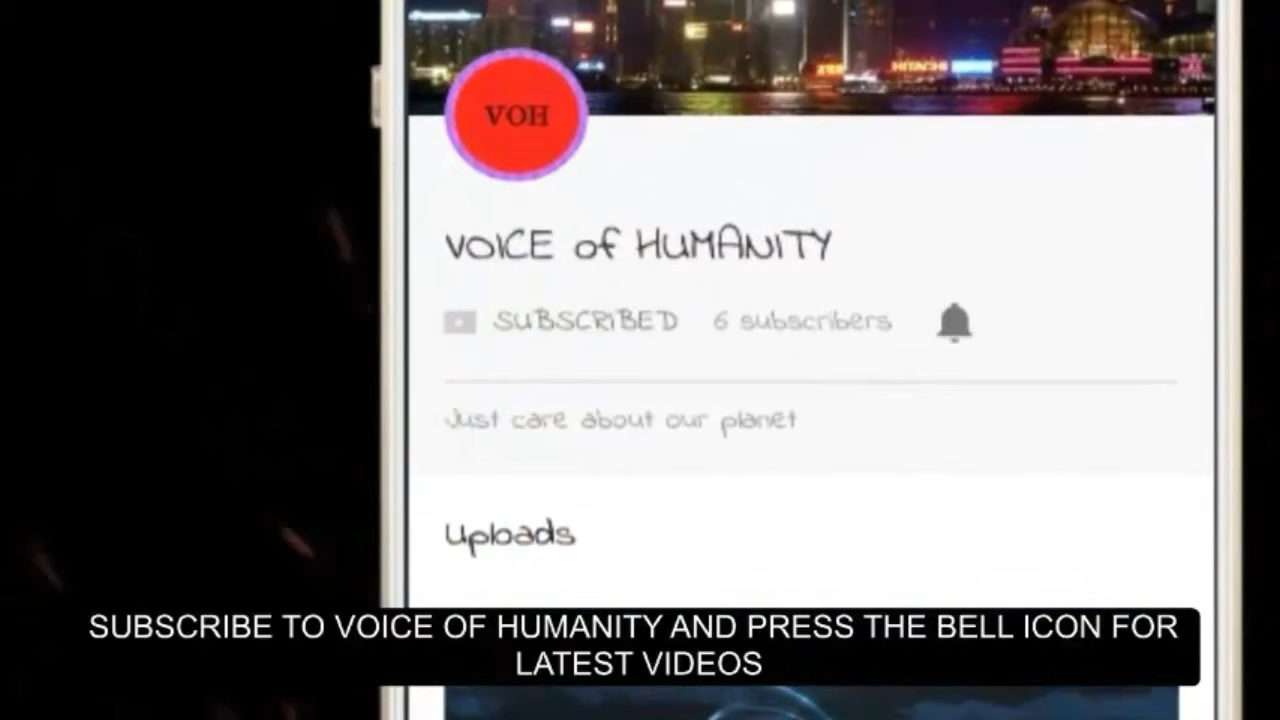 HITACHI
VOH
VOICE of HUMANITY
SUBSCRIBED 6 subscribers
Just care about our planet
Uploads
SUBSCRIBE TO VOICE OF HUMANITY AND PRESS THE BELL ICON FOR
LATEST VIDEOS